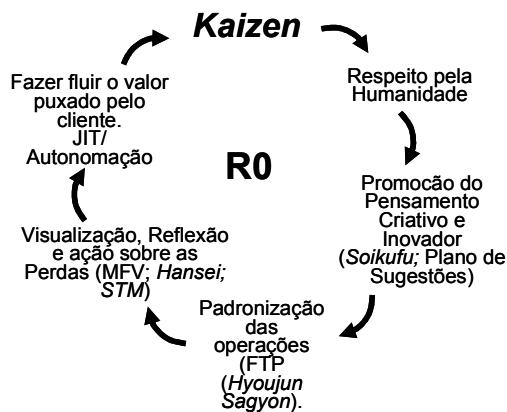 Kaizen
Respeito pela
Humanidade
Promocão do
Pensamento
Criativo e
Inovador
(Soikufu; Plano de
Sugestões)
Padronização
das
operações
(FTP
(Hyoujun
Sagyon).
Visualização, Reflexão
e ação sobre as
Perdas (MFV; Hansei;
STM)
Fazer fluir o valor
puxado pelo
cliente.
JIT/
Autonomação
R0